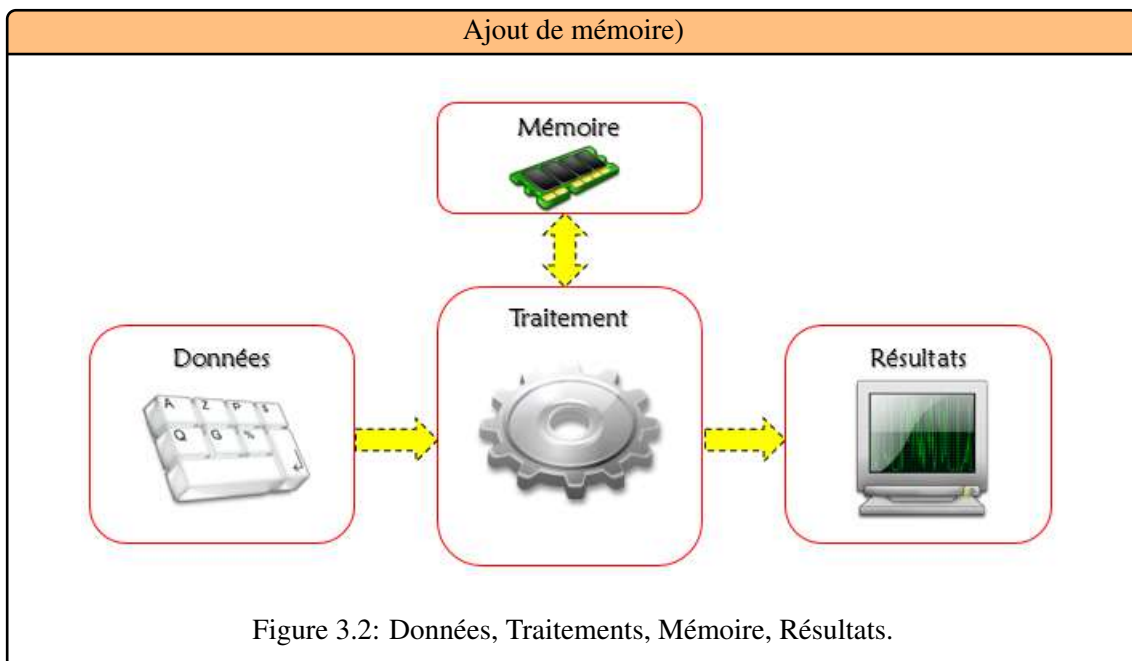 Ajout de mémoire)
Mémoire
Traitement
Données
Résultats
A Z P $
Q G %
Figure 3.2: Données, Traitements, Mémoire, Résultats.